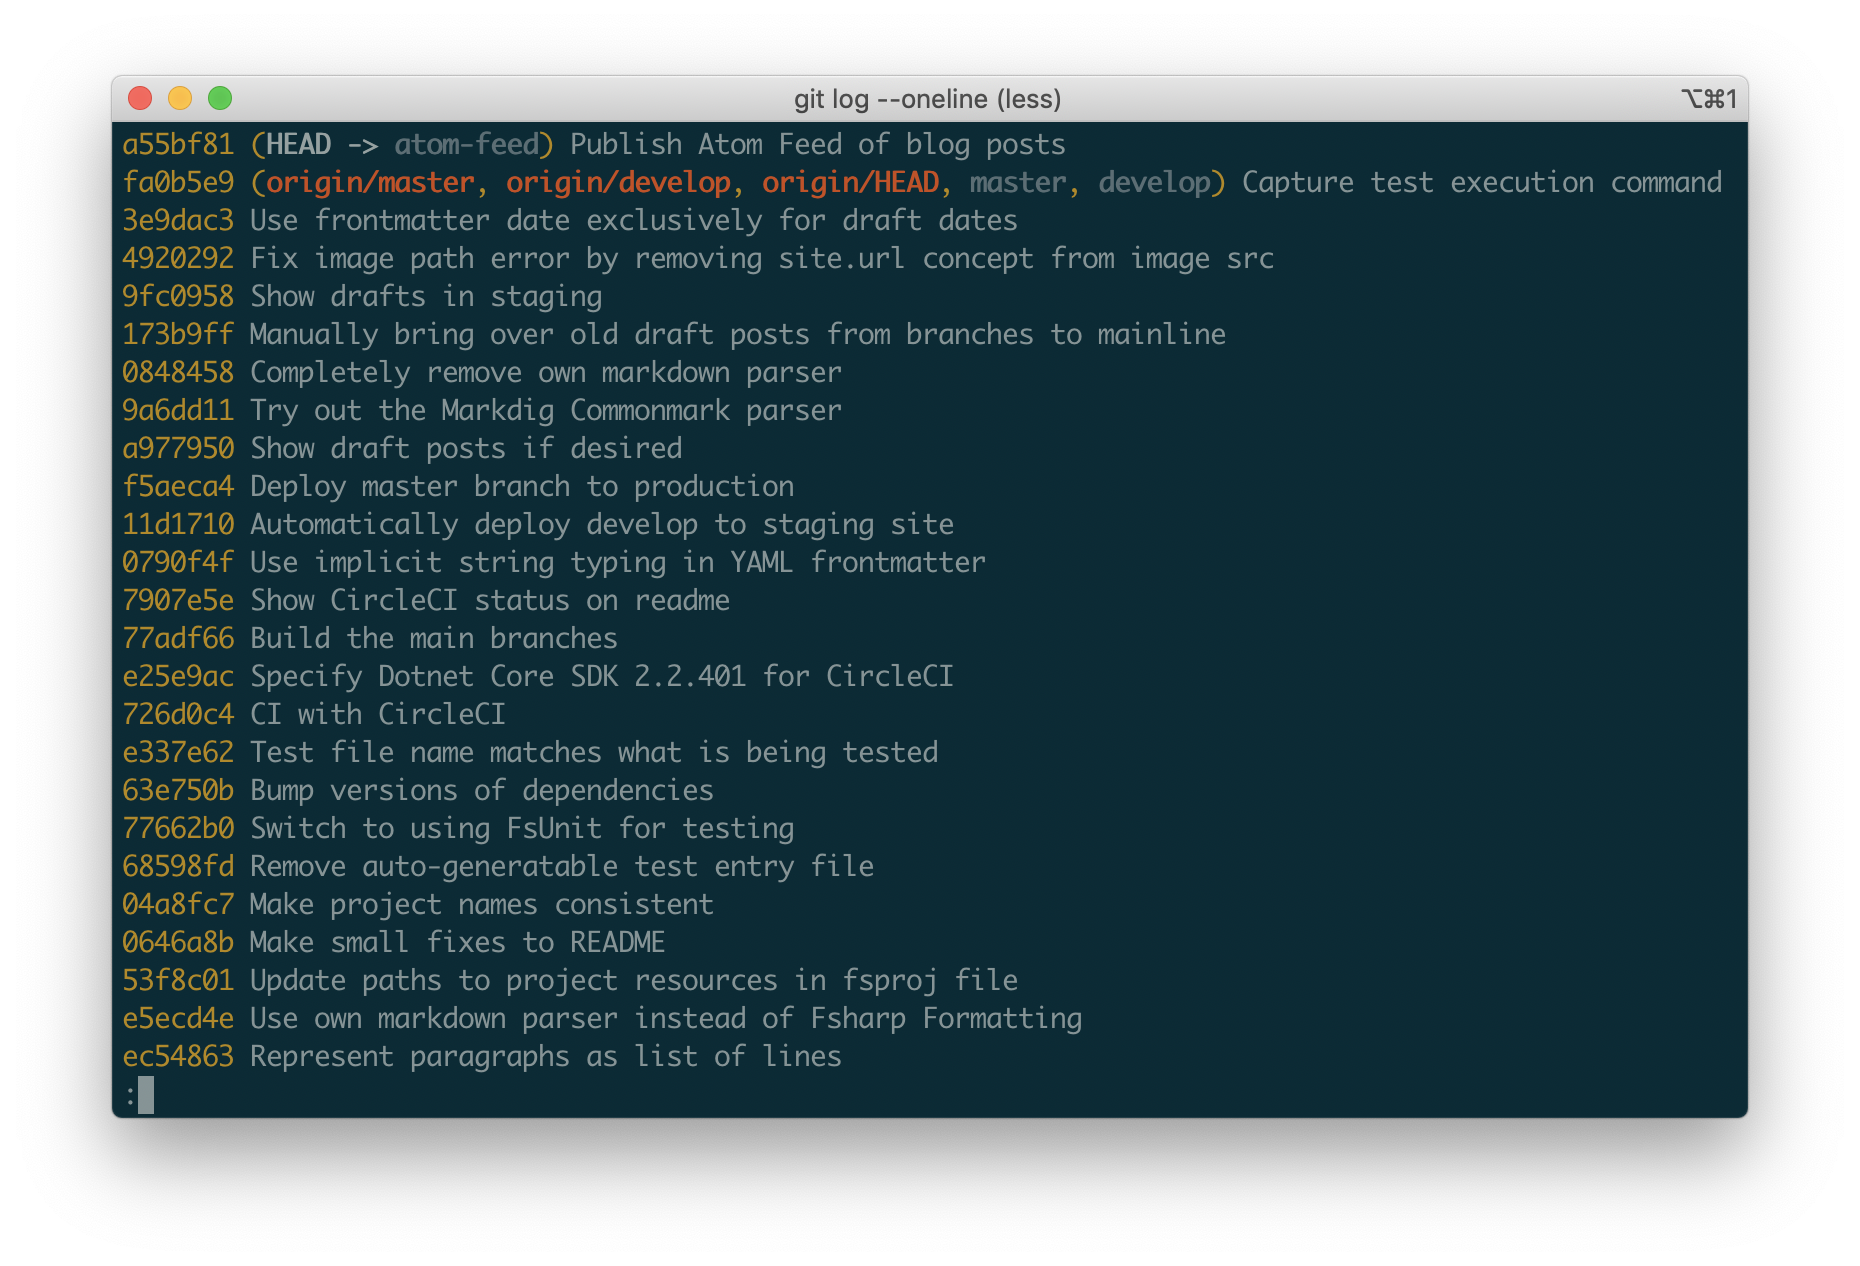 git log --oneline (less)
⌥⌘1
a55bf81 (HEAD -> atom-feed) Publish Atom Feed of blog posts
fa0b5e9 (origin/master, origin/develop, origin/HEAD, master, develop) Capture test execution command
3e9dac3 Use frontmatter date exclusively for draft dates
4920292 Fix image path error by removing site.url concept from image src
9fc0958 Show drafts in staging
173b9ff Manually bring over old draft posts from branches to mainline
0848458 Completely remove own markdown parser
9a6dd11 Try out the Markdig Commonmark parser
a977950 Show draft posts if desired
f5aeca4 Deploy master branch to production
11d1710 Automatically deploy develop to staging site
0790f4f Use implicit string typing in YAML frontmatter
7907e5e Show CircleCI status on readme
77adf66 Build the main branches
e25e9ac Specify Dotnet Core SDK 2.2.401 for CircleCI
726d0c4 CI with CircleCI
e337e62 Test file name matches what is being tested
63e750b Bump versions of dependencies
77662b0 Switch to using FsUnit for testing
68598fd Remove auto-generatable test entry file
04a8fc7 Make project names consistent
0646a8b Make small fixes to README
53f8c01 Update paths to project resources in fsproj file
e5ecd4e Use own markdown parser instead of Fsharp Formatting
ec54863 Represent paragraphs as list of lines
: